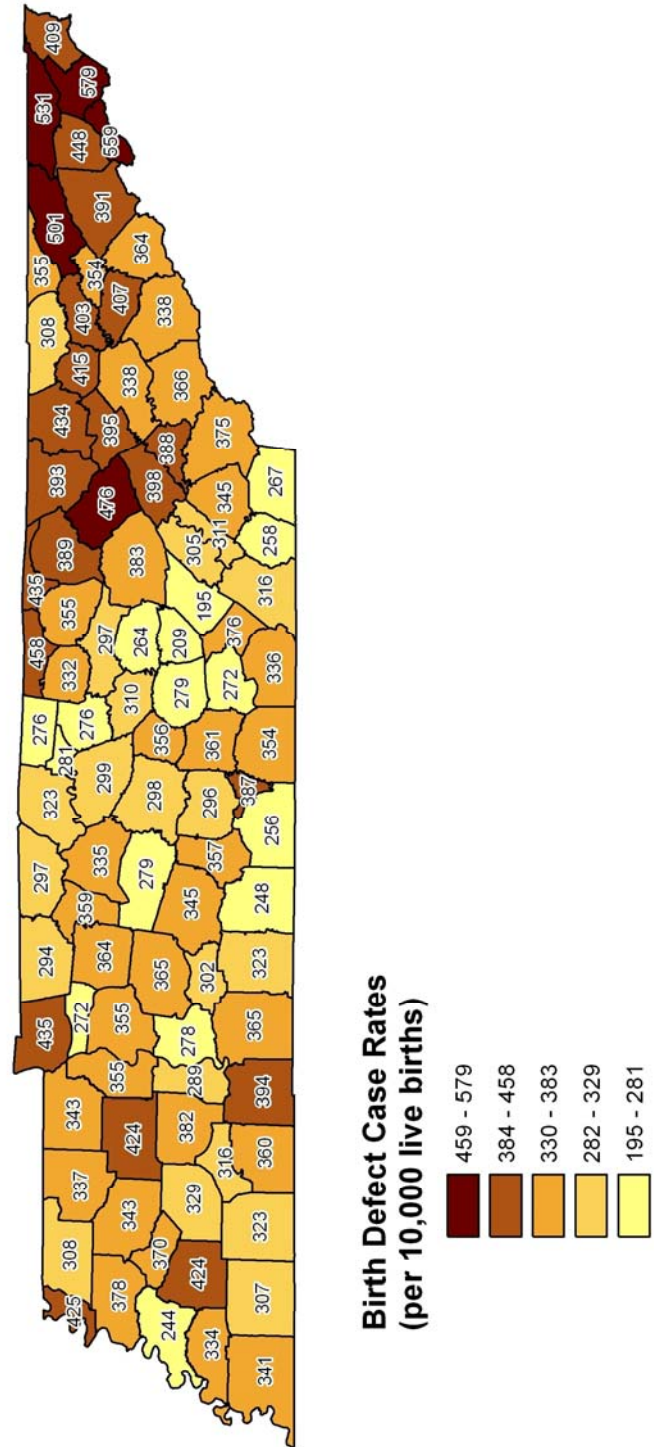 425 308 337 343 435 294 297 323 276 458 435 389 393 434 308 355 501 531 409
281 276 332 355
378 343 424 355 272 364 359 335 299 310 297 383 476 395 415 403 354 448 579 559 391 407 364
244 370 382 355 365 279 298 356 279 264 209 195 398 388 338 338 366
334 424 329 316 289 278 302 345 357 296 361 272 376 305 311 345 375
341 307 323 360 394 365 323 248 256 387 354 336 316 258 267
Birth Defect Case Rates
(per 10,000 live births)
459 - 579
384 - 458
330 - 383
282 - 329
195 - 281